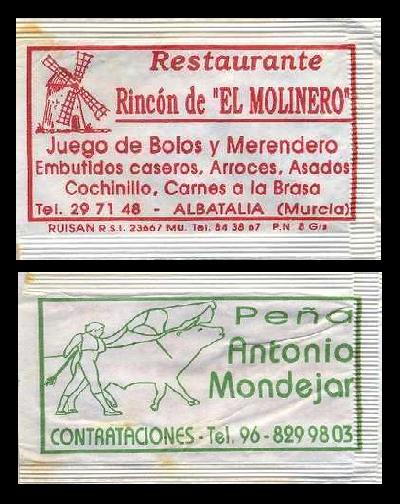 Restaurante
Rincón de "EL MOLINERO"
Juego de Bolos y Merendero
Embutidos caseros, Arroces, Asados
Cochinillo, Carnes a la Brasa
Tel. 29 71 48 - ALBATALIA (Murcia)
RUISAN R.S.I. 23667 MU. Tel. 84 38 67 P.N. 8 G/s
Peña
Antonio
Mondejar
CONTRATACIONES - Tel. 96 - 829 98 03